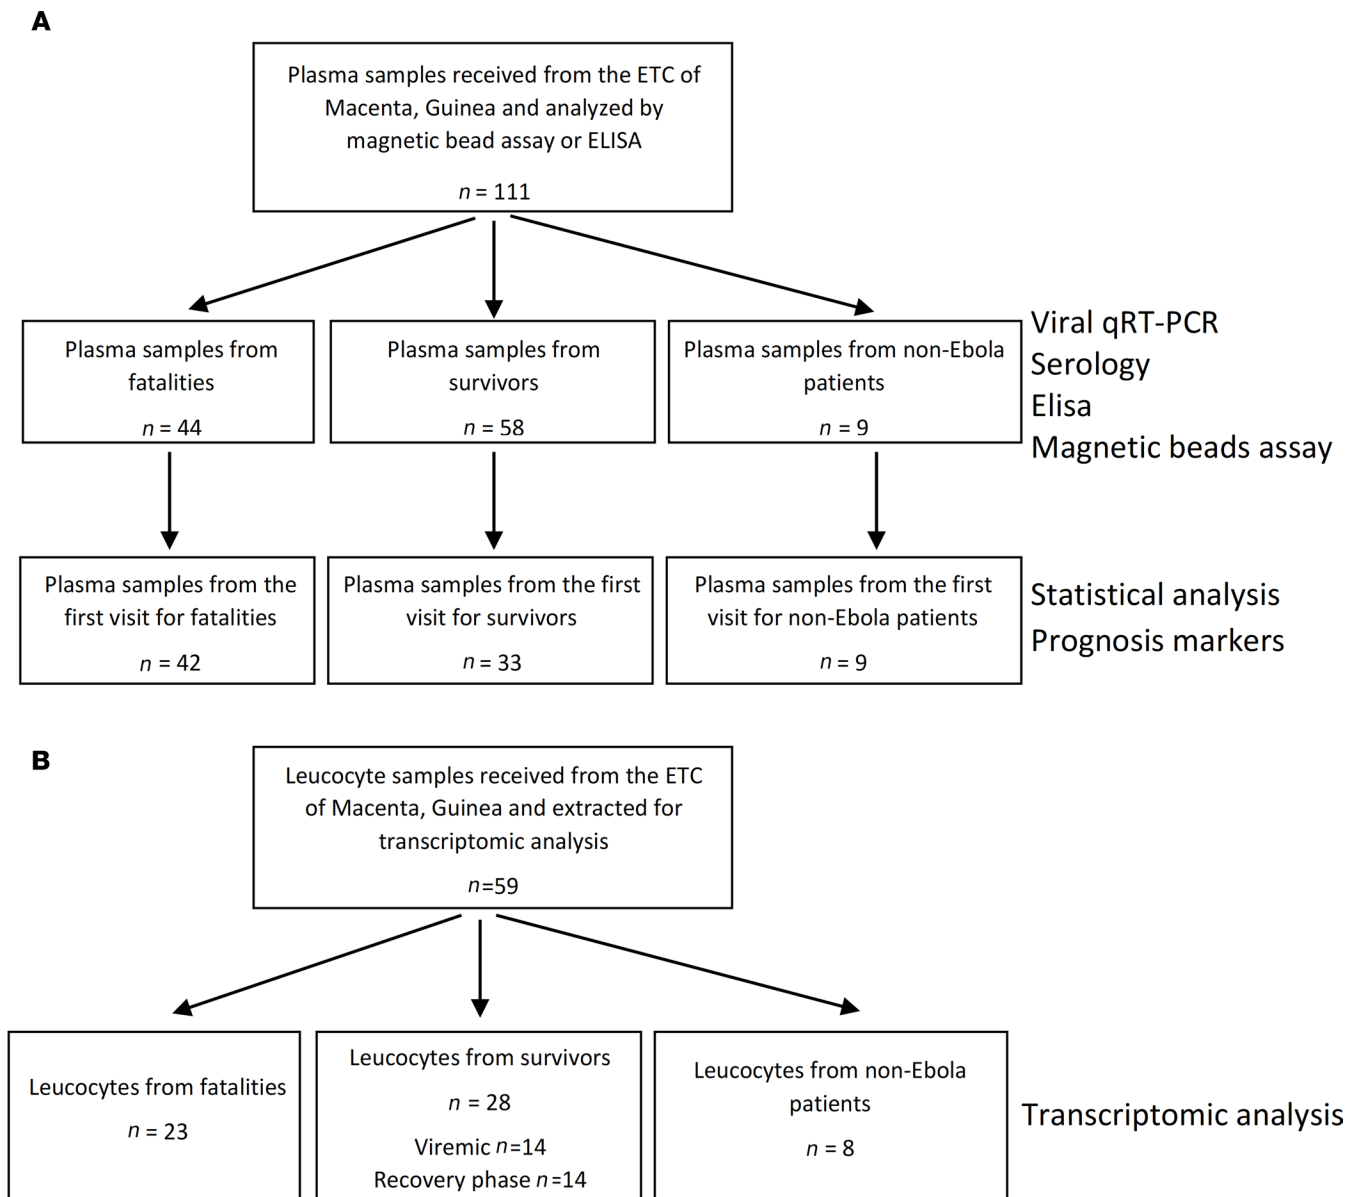 A
Plasma samples received from the ETC of
Macenta, Guinea and analyzed by
magnetic bead assay or ELISA
n = 111
Plasma samples from
fatalities
n = 44
Plasma samples from
survivors
n = 58
Plasma samples from non-Ebola
patients
n = 9
Viral qRT-PCR
Serology
Elisa
Magnetic beads assay
Plasma samples from the
first visit for fatalities
n = 42
Plasma samples from the first
visit for survivors
n = 33
Plasma samples from the first
visit for non-Ebola patients
n = 9
Statistical analysis
Prognosis markers
B
Leucocyte samples received from the ETC
of Macenta, Guinea and extracted for
transcriptomic analysis
n=59
Leucocytes from fatalities
n = 23
Leucocytes from survivors
n = 28
Viremic n=14
Recovery phase n=14
Leucocytes from non-Ebola
patients
n = 8
Transcriptomic analysis